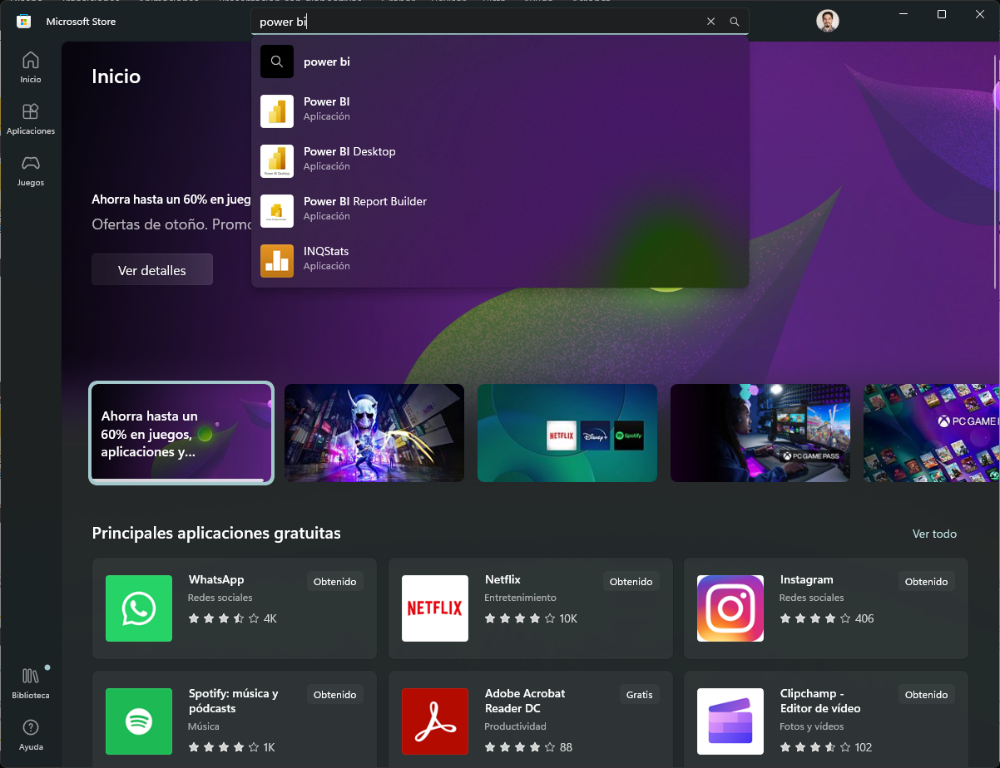 Microsoft Store
power bi
Inicio
Aplicaciones
Juegos
Biblioteca
Ayuda
power bi
Power BI
Aplicación
Power BI Desktop
Aplicación
Power BI Report Builder
Aplicación
INQStats
Aplicación
Inicio
Ahorra hasta un 60% en jueg
Ofertas de otoño. Promo
Ver detalles
Ahorra hasta un
60% en juegos,
aplicaciones y...
NETFLIX
Disney+
Spotify
PC GAME PASS
PC GAME
Principales aplicaciones gratuitas
Ver todo
WhatsApp
Obtenido
Redes sociales
4K
NETFLIX
Netflix
Obtenido
Entretenimiento
10K
Instagram
Obtenido
Redes sociales
406
Spotify: música y
pódcasts
Obtenido
Música
1K
Adobe Acrobat
Reader DC
Gratis
Productividad
88
Clipchamp -
Editor de vídeo
Obtenido
Fotos y vídeos
102